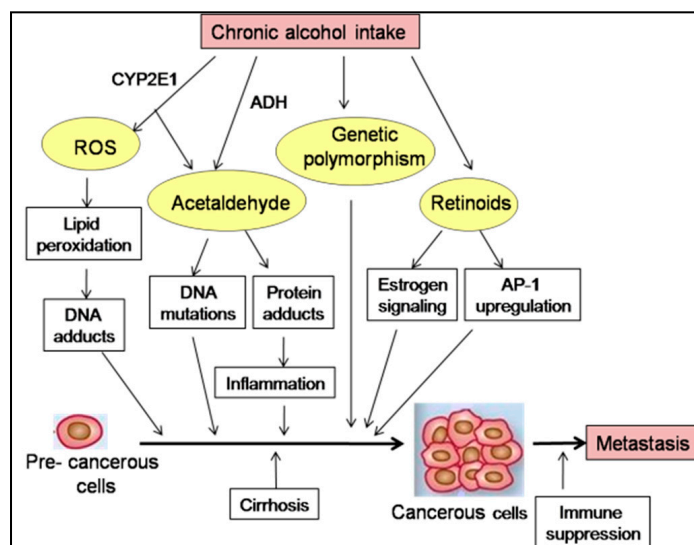 Chronic alcohol intake
CYP2E1
ADH
ROS
Genetic
polymorphism
Acetaldehyde
Retinoids
Lipid
peroxidation
DNA
adducts
DNA
mutations
Protein
adducts
Inflammation
Estrogen
signaling
AP-1
upregulation
Pre- cancerous
cells
Cirrhosis
Cancerous cells
Metastasis
Immune
suppression